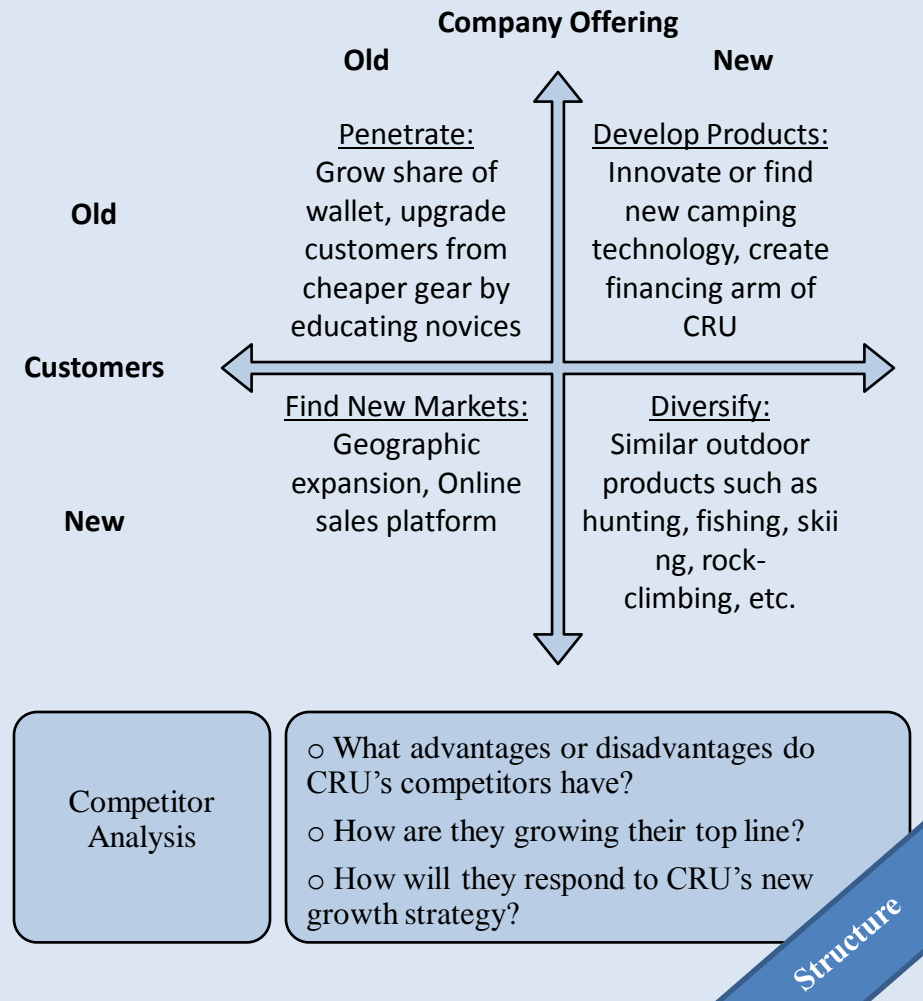 Company Offering
Old New
Penetrate:
Grow share of
wallet, upgrade
customers from
cheaper gear by
educating novices
Develop Products:
Innovate or find
new camping
technology, create
financing arm of
CRU
Old
Customers
Find New Markets:
Geographic
expansion, Online
sales platform
Diversify:
Similar outdoor
products such as
hunting, fishing, skii
ng, rock-
climbing, etc.
New
Competitor
Analysis
o What advantages or disadvantages do
CRU's competitors have?
o How are they growing their top line?
o How will they respond to CRU's new
growth strategy?
Structure